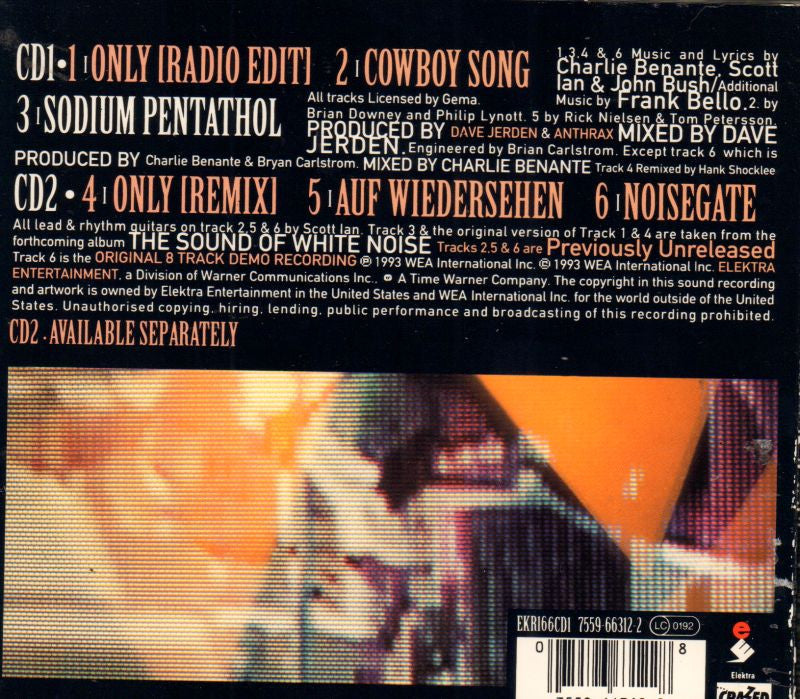 CD1•1 | ONLY [RADIO EDIT] 2 | COWBOY SONG
1,3,4 & 6 Music and Lyrics by
Charlie Benante, Scott
Ian & John Bush/Additional
Music by Frank Bello. 2. by
3 | SODIUM PENTATHOL
All tracks Licensed by Gema.
Brian Downey and Philip Lynott. 5 by Rick Nielsen & Tom Petersson.
PRODUCED BY DAVE JERDEN & ANTHRAX MIXED BY DAVE
JERDEN. Engineered by Brian Carlstrom. Except track 6 which is
PRODUCED BY Charlie Benante & Bryan Carlstrom. MIXED BY CHARLIE BENANTE Track 4 Remixed by Hank Shocklee
CD2 • 4 | ONLY [REMIX] 5 | AUF WIEDERSEHEN 6 | NOISEGATE
All lead & rhythm guitars on track 2,5 & 6 by Scott Ian. Track 3 & the original version of Track 1 & 4 are taken from the
forthcoming album THE SOUND OF WHITE NOISE Tracks 2,5 & 6 are Previously Unreleased
Track 6 is the ORIGINAL 8 TRACK DEMO RECORDING ℗ 1993 WEA International Inc. © 1993 WEA International Inc. ELEKTRA
ENTERTAINMENT, a Division of Warner Communications Inc., A Time Warner Company. The copyright in this sound recording
and artwork is owned by Elektra Entertainment in the United States and WEA International Inc. for the world outside of the United
States. Unauthorised copying, hiring, lending, public performance and broadcasting of this recording prohibited.
CD2 • AVAILABLE SEPARATELY
EKR166CD1 7559-66312-2 LC 0192
0 8
e
Elektra
CRAZED